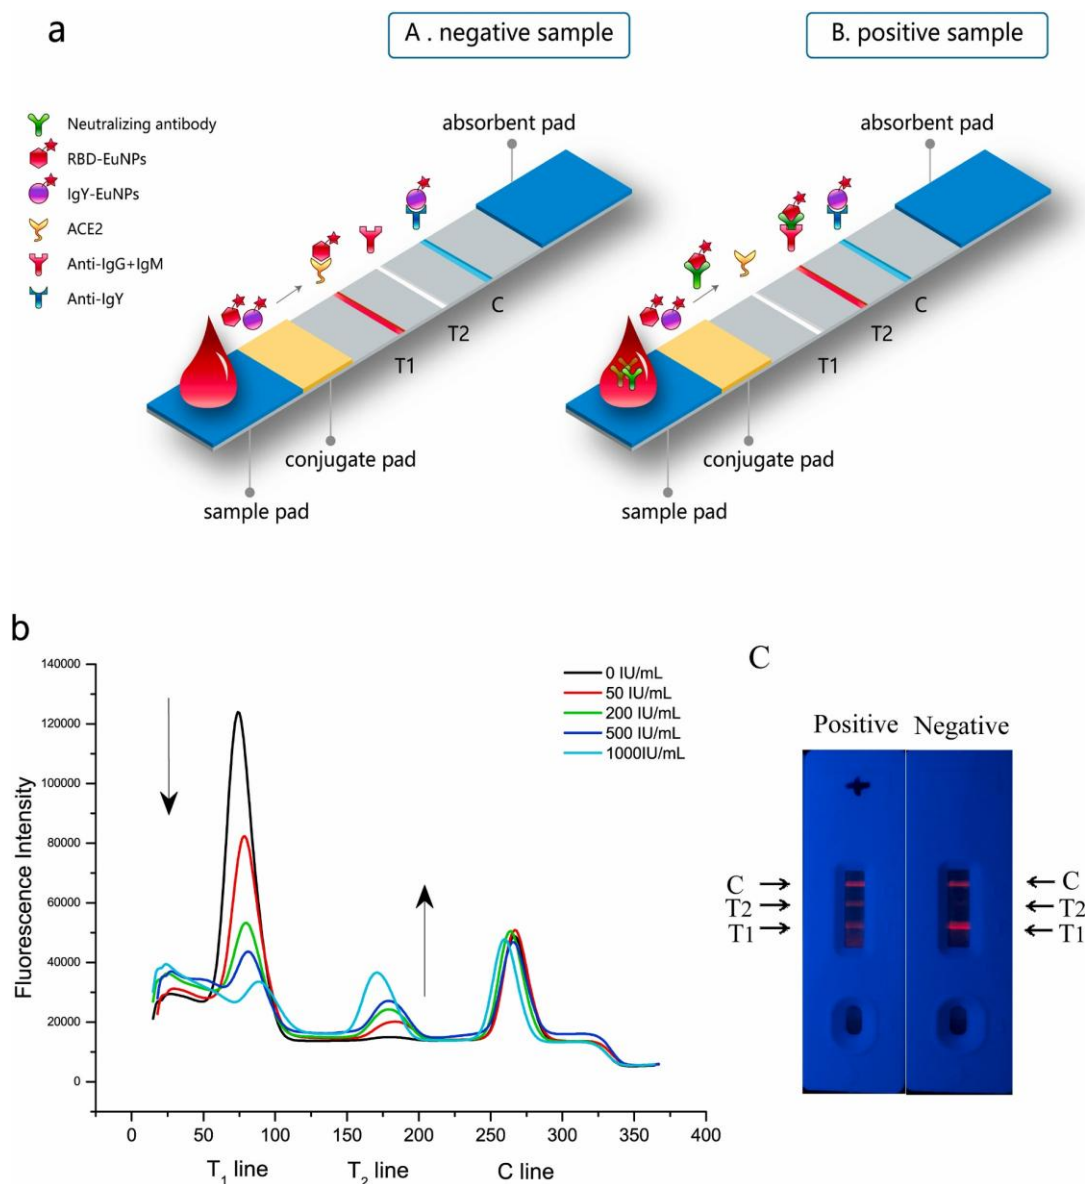 a
A . negative sample
B. positive sample
Neutralizing antibody
RBD-EuNPs
IgY-EuNPs
ACE2
Anti-IgG+IgM
Anti-IgY
absorbent pad
C
T2
T1
conjugate pad
sample pad
absorbent pad
C
T2
T1
conjugate pad
sample pad
b
140000
120000
100000
80000
60000
40000
20000
0
Fluorescence Intensity
0 IU/mL
50 IU/mL
200 IU/mL
500 IU/mL
1000IU/mL
0 50 100 150 200 250 300 350 400
T1 line T2 line C line
C
Positive Negative
+
C C
T2 T2
T1 T1